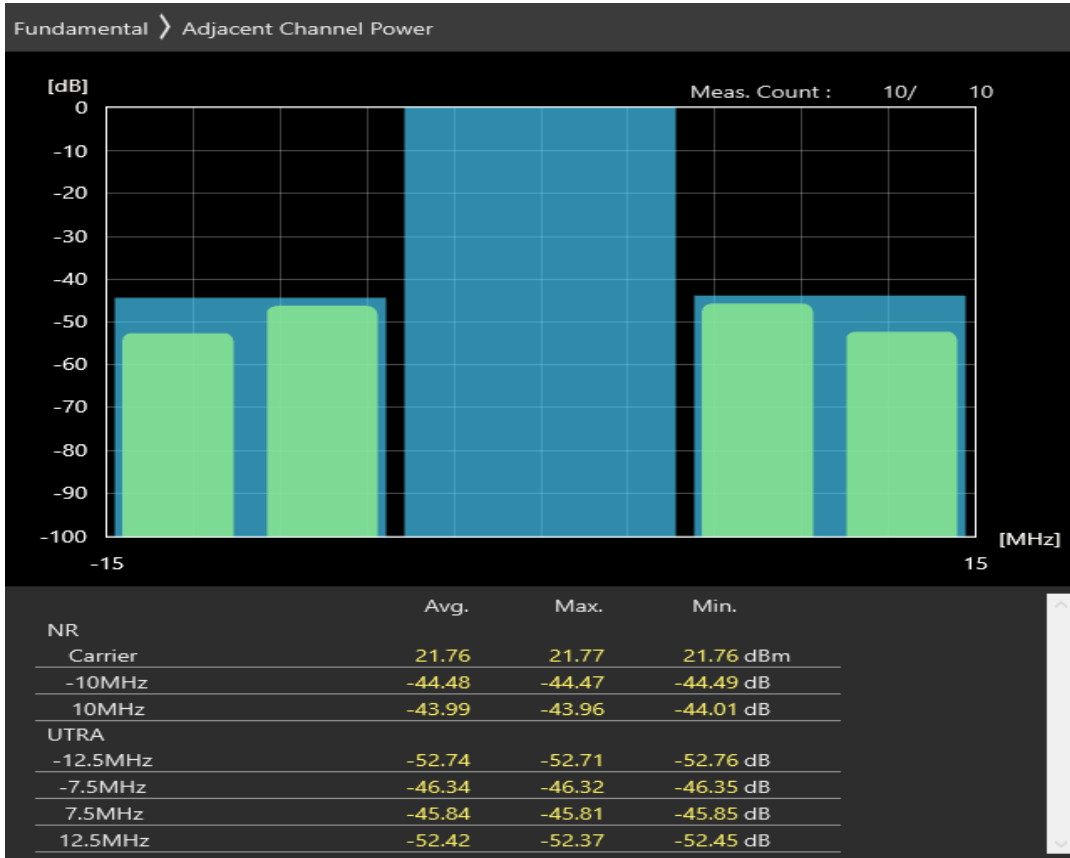 Fundamental ❯ Adjacent Channel Power
[dB]
Meas. Count : 10/ 10
0
-10
-20
-30
-40
-50
-60
-70
-80
-90
-100
[MHz]
-15 15
Avg. Max. Min.
NR
Carrier 21.76 21.77 21.76 dBm
-10MHz -44.48 -44.47 -44.49 dB
10MHz -43.99 -43.96 -44.01 dB
UTRA
-12.5MHz -52.74 -52.71 -52.76 dB
-7.5MHz -46.34 -46.32 -46.35 dB
7.5MHz -45.84 -45.81 -45.85 dB
12.5MHz -52.42 -52.37 -52.45 dB